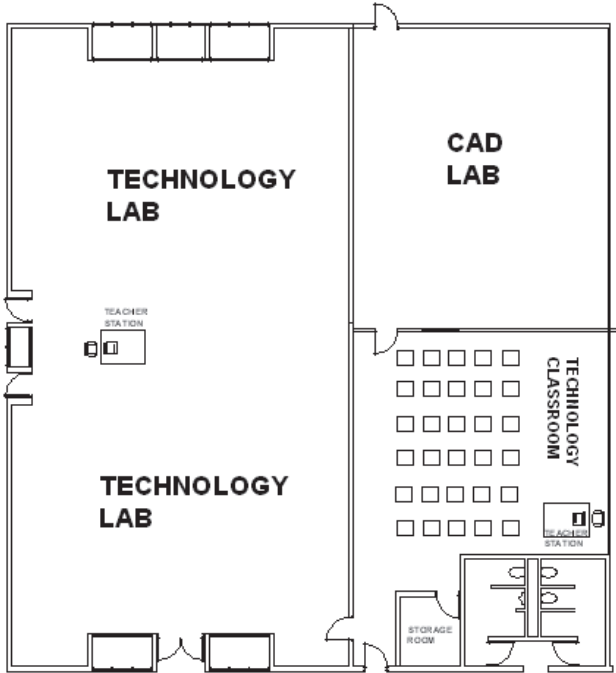 TECHNOLOGY
LAB
CAD
LAB
TEACHER
STATION
TECHNOLOGY
CLASSROOM
TECHNOLOGY
LAB
TEACHER
STATION
STORAGE
ROOM